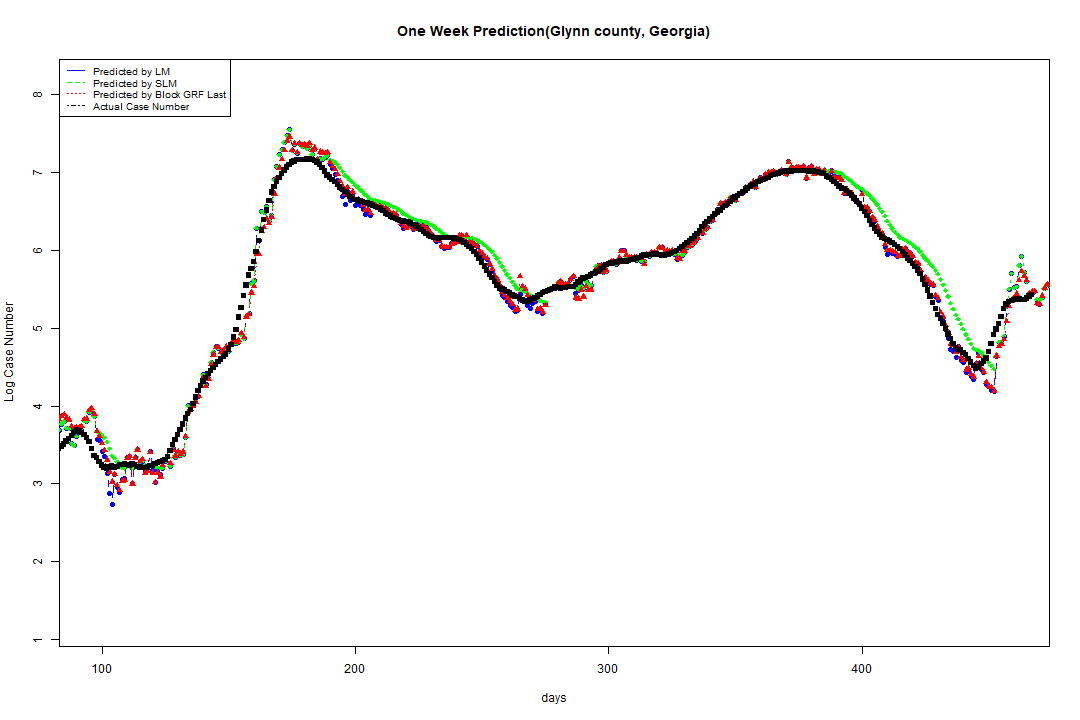 One Week Prediction(Glynn county, Georgia)
Predicted by LM
Predicted by SLM
Predicted by Block GRF Last
Actual Case Number
Log Case Number
8
7
6
5
4
3
2
1
100 200 300 400
days